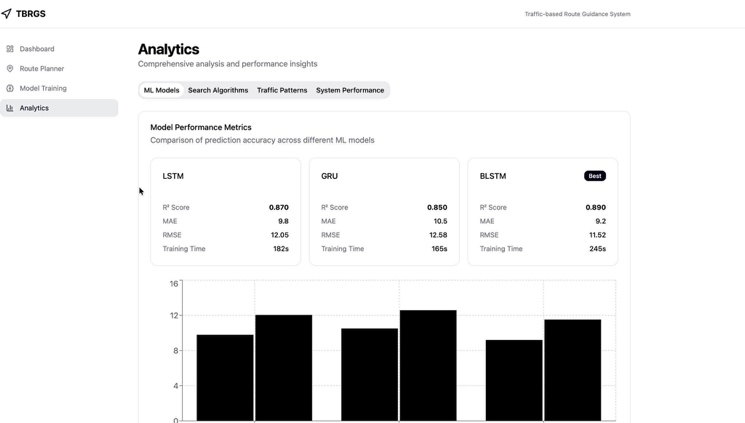 TBRGS
Traffic-based Route Guidance System
Dashboard
Route Planner
Model Training
Analytics
Analytics
Comprehensive analysis and performance insights
ML Models Search Algorithms Traffic Patterns System Performance
Model Performance Metrics
Comparison of prediction accuracy across different ML models
LSTM
R² Score 0.870
MAE 9.8
RMSE 12.05
Training Time 182s
GRU
R² Score 0.850
MAE 10.5
RMSE 12.58
Training Time 165s
BLSTM Best
R² Score 0.890
MAE 9.2
RMSE 11.52
Training Time 245s
16
12
8
4
0